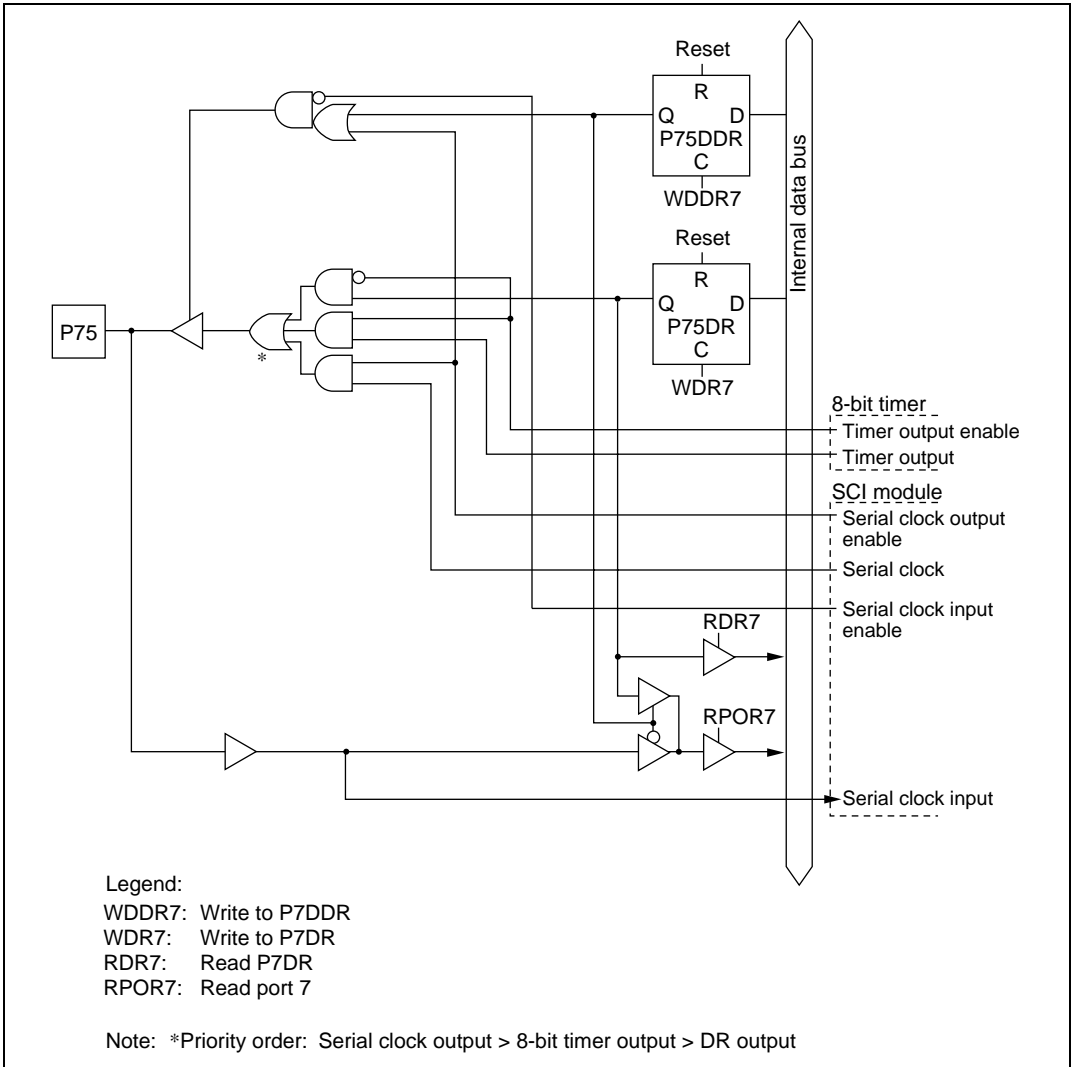 Reset
R
Q D
P75DDR
C
WDDR7
Internal data bus
Reset
R
Q D
P75DR
C
WDR7
P75
*
8-bit timer
Timer output enable
Timer output
SCI module
Serial clock output
enable
Serial clock
Serial clock input
enable
RDR7
RPOR7
Serial clock input
Legend:
WDDR7: Write to P7DDR
WDR7: Write to P7DR
RDR7: Read P7DR
RPOR7: Read port 7
Note: *Priority order: Serial clock output > 8-bit timer output > DR output